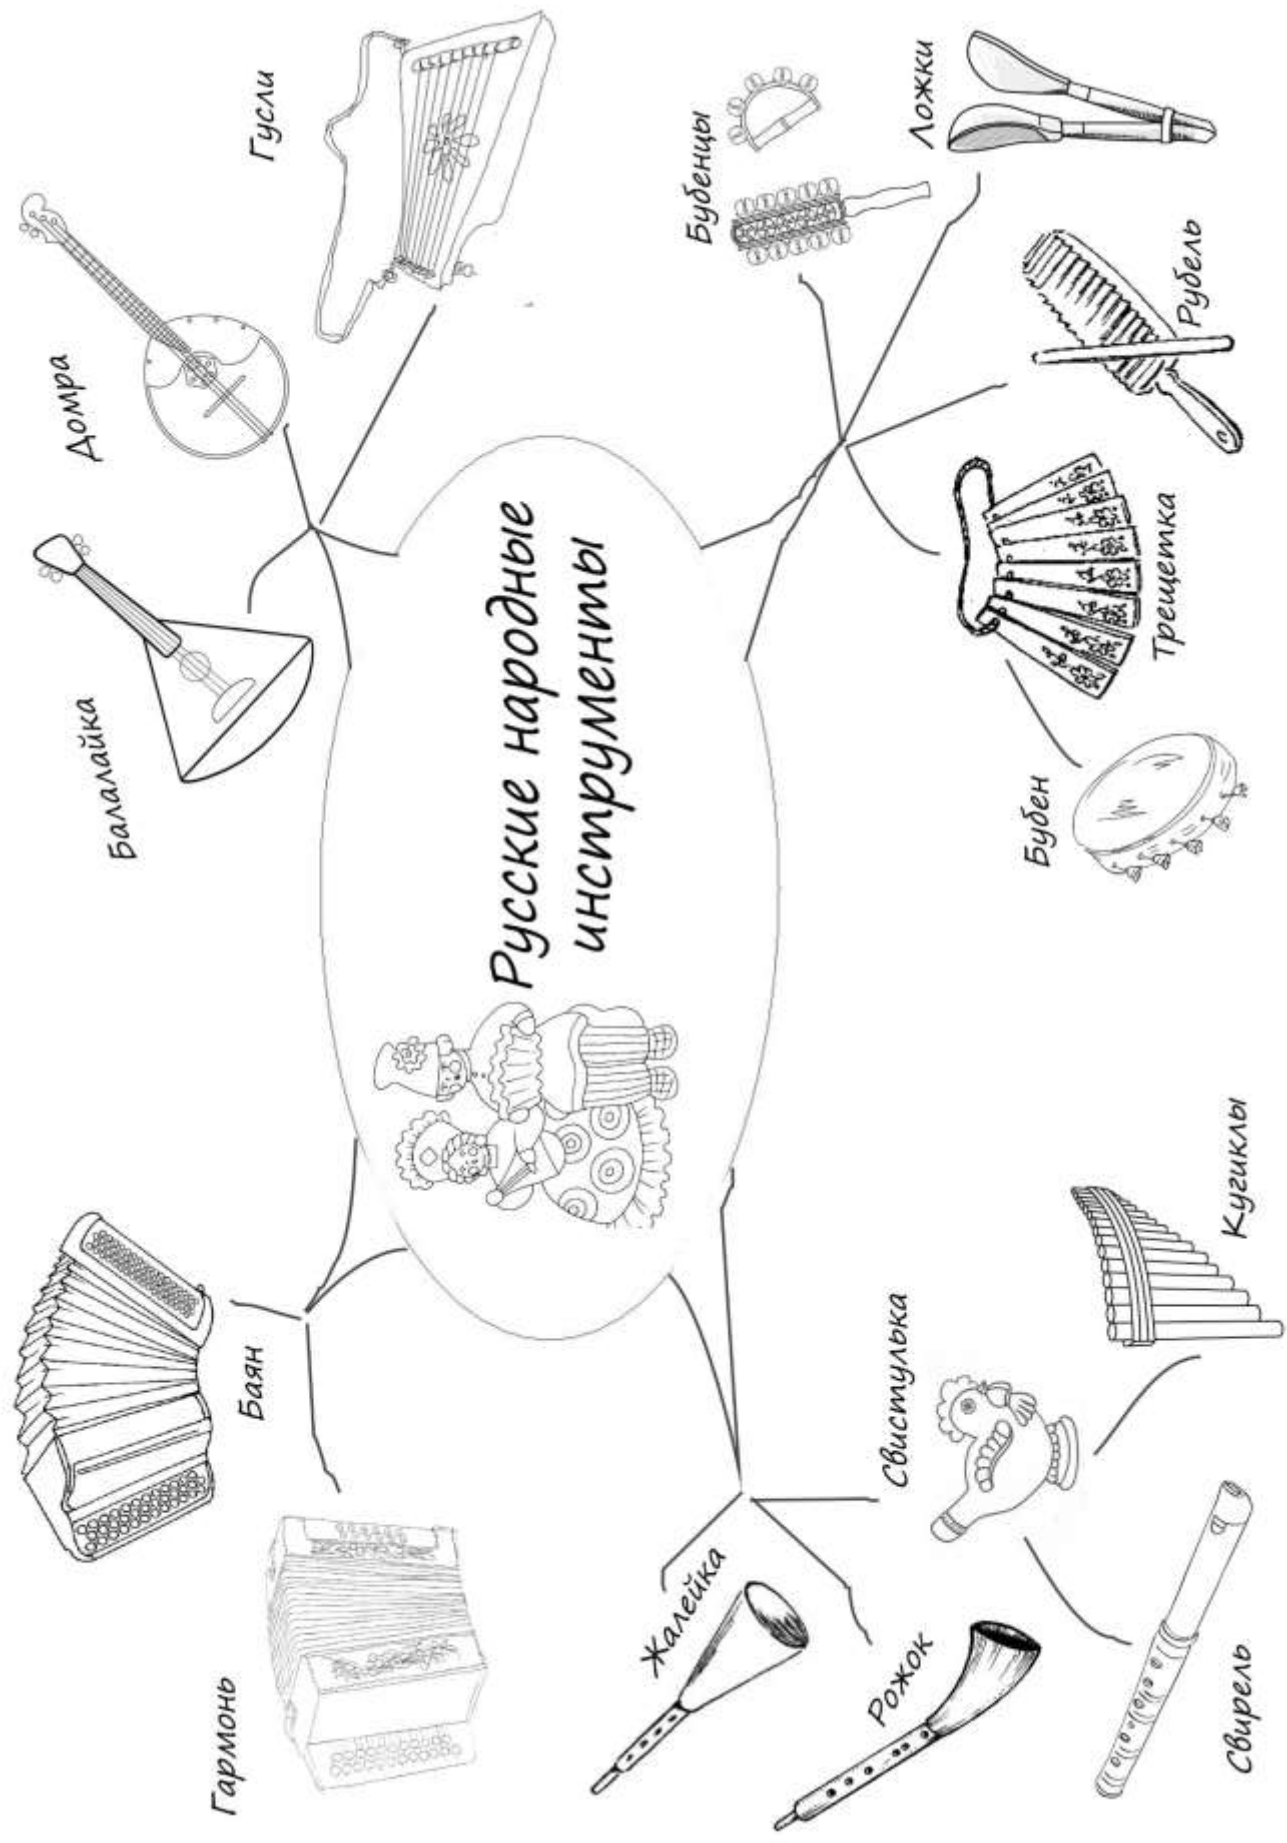 Русские народные
инструменты
Гармонь
Баян
Балалайка
Домра
Гусли
Жалейка
Рожок
Свистулька
Свирель
Кугиклы
Бубен
Трещетка
Рубель
Бубенцы
Ложки